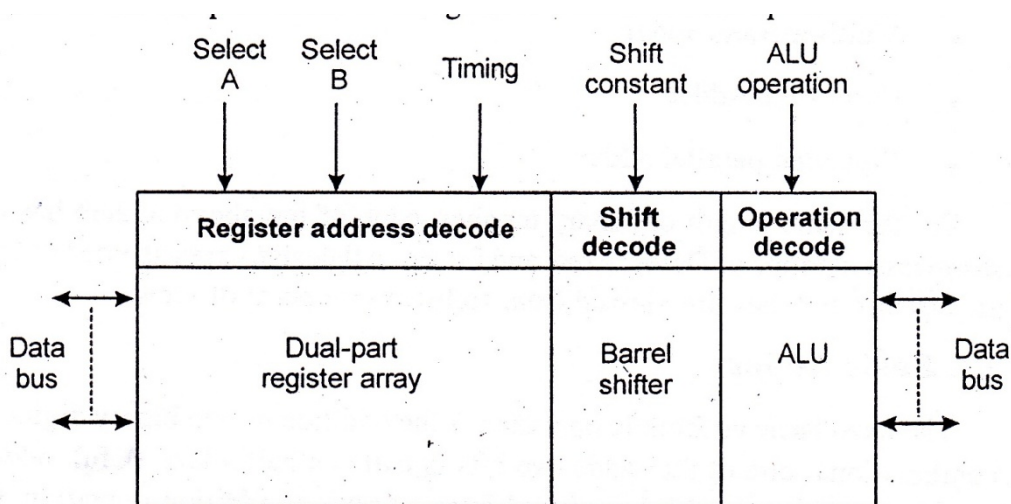 Select
A
Select
B
Timing
Shift
constant
ALU
operation
Register address decode
Shift
decode
Operation
decode
Data
bus
Dual-part
register array
Barrel
shifter
ALU
Data
bus